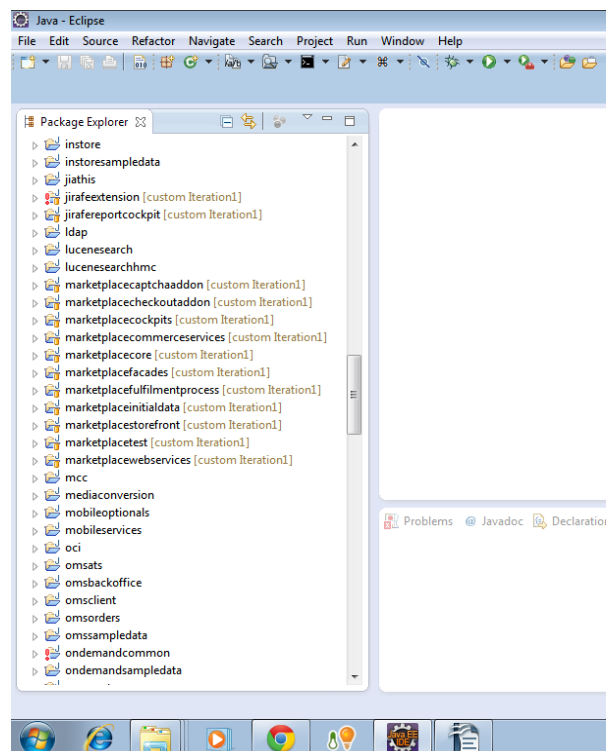 Java - Eclipse
File Edit Source Refactor Navigate Search Project Run Window Help
Package Explorer
instore
instoresampledata
jiathis
jirafeextension [custom Iteration1]
jirafereportcockpit [custom Iteration1]
ldap
lucenesearch
lucenesearchhmc
marketplacecaptchaaddon [custom Iteration1]
marketplacecheckoutaddon [custom Iteration1]
marketplacecockpits [custom Iteration1]
marketplacecommerceservices [custom Iteration1]
marketplacecore [custom Iteration1]
marketplacefacades [custom Iteration1]
marketplacefulfilmentprocess [custom Iteration1]
marketplaceinitialdata [custom Iteration1]
marketplacestorefront [custom Iteration1]
marketplacetest [custom Iteration1]
marketplacewebservices [custom Iteration1]
mcc
mediaconversion
mobileoptionals
mobileservices
Problems @ Javadoc Declaration
oci
omsats
omsbackoffice
omsclient
omsorders
omssampledata
ondemandcommon
ondemandsampledata
Java EE
IDE